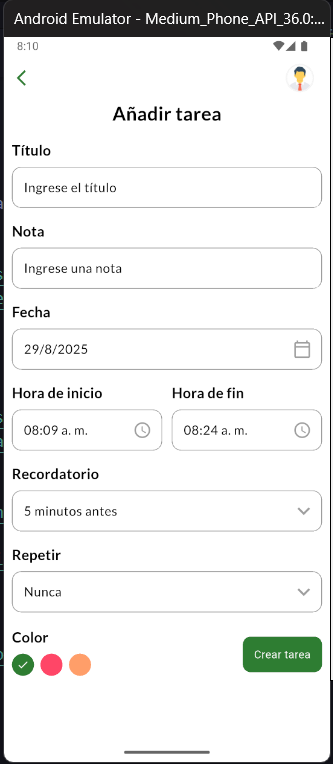 Android Emulator - Medium_Phone_API_36.0:...
8:10
Añadir tarea
Título
Ingrese el título
Nota
Ingrese una nota
Fecha
29/8/2025
Hora de inicio Hora de fin
08:09 a. m. 08:24 a. m.
Recordatorio
5 minutos antes
Repetir
Nunca
Color
Crear tarea